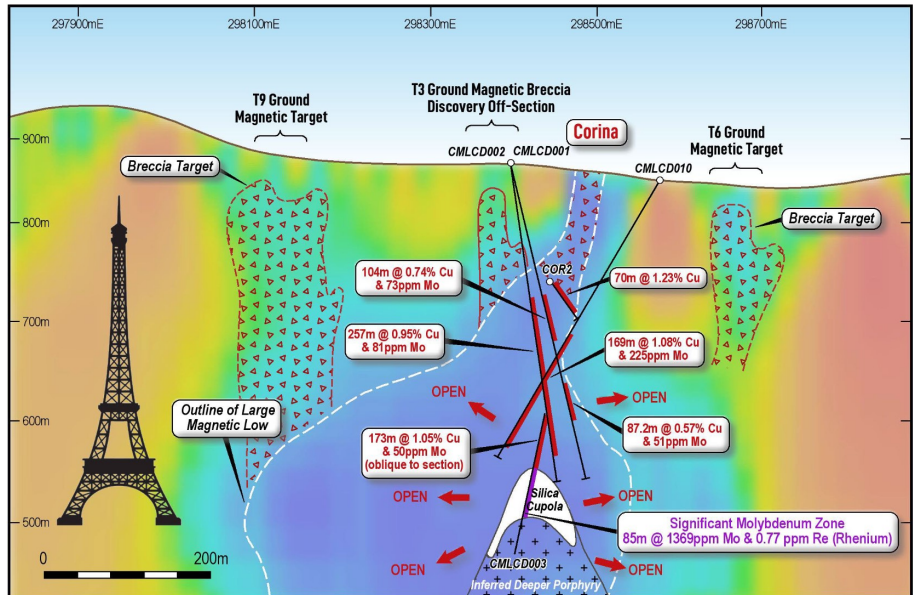 297900mE
298100mE
298300mE
298500mE
298700mE
T3 Ground Magnetic Breccia
Discovery Off-Section
T9 Ground
Magnetic Target
Corina
T6 Ground
Magnetic Target
900m
CMLCD002
CMLCD001
CMLCD010
Breccia Target
Breccia Target
800m
COR2
104m @ 0.74% Cu
& 73ppm Mo
70m @ 1.23% Cu
700m
257m @ 0.95% Cu
& 81ppm Mo
169m @ 1.08% Cu
& 225ppm Mo
OPEN
OPEN
600m
Outline of Large
Magnetic Low
173m @ 1.05% Cu
& 50ppm Mo
(oblique to section)
87.2m @ 0.57% Cu
& 51ppm Mo
OPEN
Silica
Cupola
OPEN
500m
Significant Molybdenum Zone
85m @ 1369ppm Mo & 0.77 ppm Re (Rhenium)
0
200m
OPEN
CMLCD003
OPEN
Inferred Deeper Porphyry